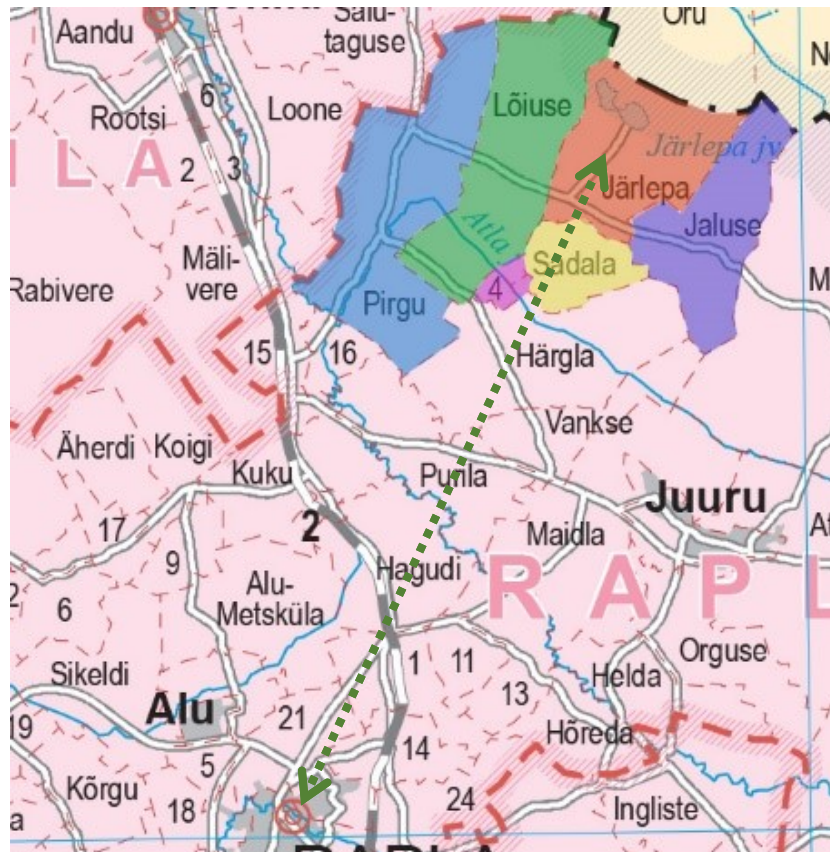 Aandu
Salu-
taguse
Oru
6
Rootsi
Loone
Lõiuse
I L A
2
3
Järlepa jv
Järlepa
Atla
Jaluse
Mäli-
vere
Sadala
Rabivere
4
Pirgu
M
15
16
Härgla
Äherdi
Koigi
Vankse
Kuku
Purila
2
Juuru
17
Maidla
9
Hagudi
R A P L
6
Alu-
Metsküla
1
11
Orguse
Sikeldi
Helda
13
Alu
21
19
14
Hõreda
5
Kõrgu
18
24
Ingliste
RAPLA